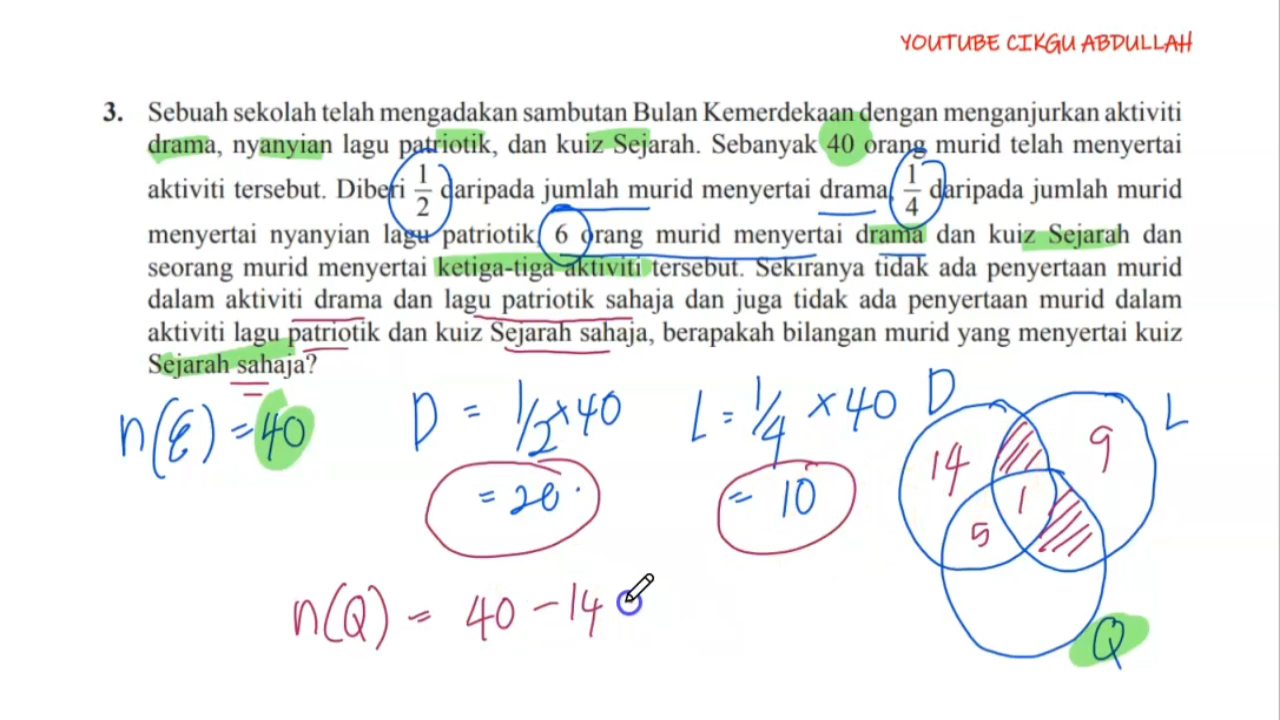 YOUTUBE CIKGU ABDULLAH
3. Sebuah sekolah telah mengadakan sambutan Bulan Kemerdekaan dengan menganjurkan aktiviti
drama, nyanyian lagu patriotik, dan kuiz Sejarah. Sebanyak 40 orang murid telah menyertai
aktiviti tersebut. Diberi 1/2 daripada jumlah murid menyertai drama, 1/4 daripada jumlah murid
menyertai nyanyian lagu patriotik, 6 orang murid menyertai drama dan kuiz Sejarah dan
seorang murid menyertai ketiga-tiga aktiviti tersebut. Sekiranya tidak ada penyertaan murid
dalam aktiviti drama dan lagu patriotik sahaja dan juga tidak ada penyertaan murid dalam
aktiviti lagu patriotik dan kuiz Sejarah sahaja, berapakah bilangan murid yang menyertai kuiz
Sejarah sahaja?
n(ξ) = 40
D = 1/2 × 40
= 20.
L = 1/4 × 40
= 10
D
L
14
9
1
5
Q
n(Q) = 40 - 14